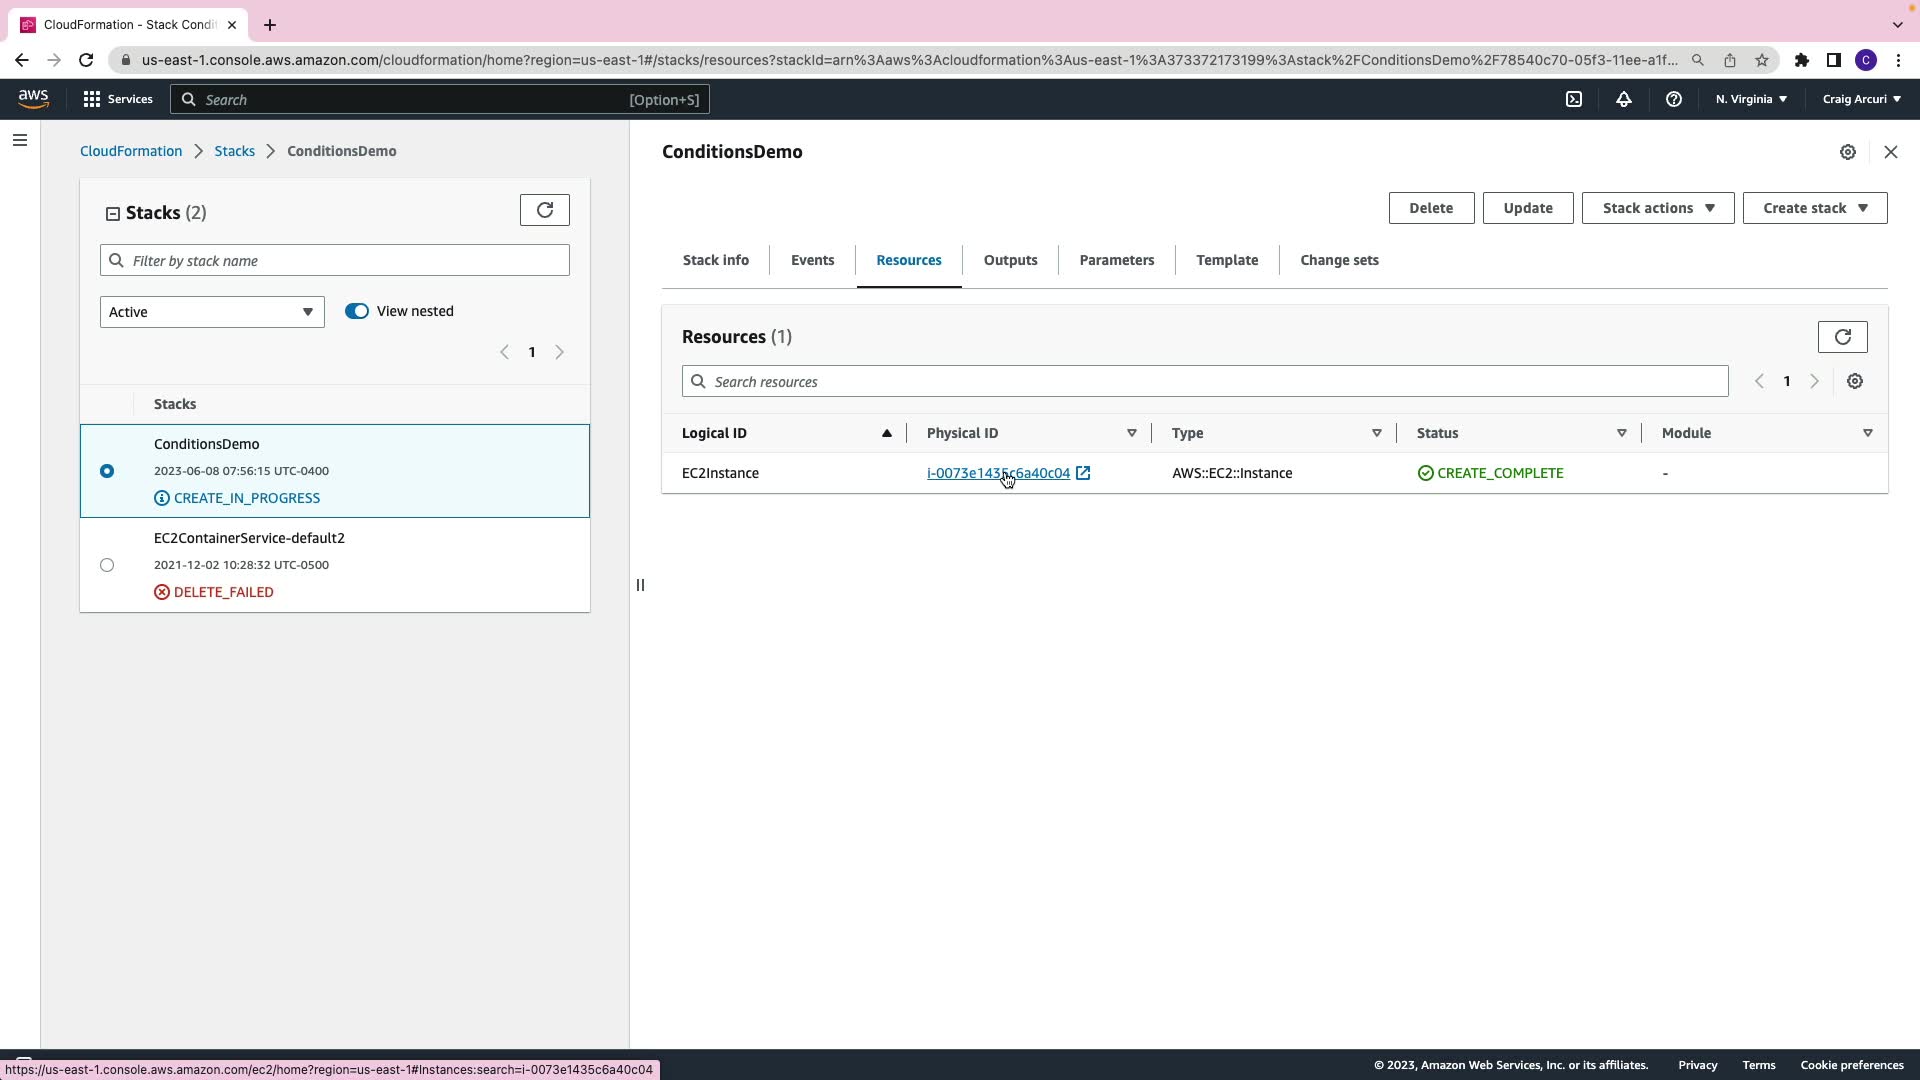 CloudFormation - Stack Condi
us-east-1.console.aws.amazon.com/cloudformation/home?region=us-east-1#/stacks/resources?stackId=arn%3Aaws%3Acloudformation%3Aus-east-1%3A373372173199%3Astack%2FConditionsDemo%2F78540c70-05f3-11ee-a1f...
C
aws
Services
Search
[Option+S]
N. Virginia
Craig Arcuri
CloudFormation
Stacks
ConditionsDemo
Stacks (2)
Filter by stack name
Active
View nested
1
Stacks
ConditionsDemo
2023-06-08 07:56:15 UTC-0400
CREATE_IN_PROGRESS
EC2ContainerService-default2
2021-12-02 10:28:32 UTC-0500
DELETE_FAILED
ConditionsDemo
Delete
Update
Stack actions
Create stack
Stack info
Events
Resources
Outputs
Parameters
Template
Change sets
Resources (1)
Search resources
1
Logical ID
Physical ID
Type
Status
Module
EC2Instance
i-0073e1435c6a40c04
AWS::EC2::Instance
CREATE_COMPLETE
-
https://us-east-1.console.aws.amazon.com/ec2/home?region=us-east-1#Instances:search=i-0073e1435c6a40c04
© 2023, Amazon Web Services, Inc. or its affiliates.
Privacy
Terms
Cookie preferences